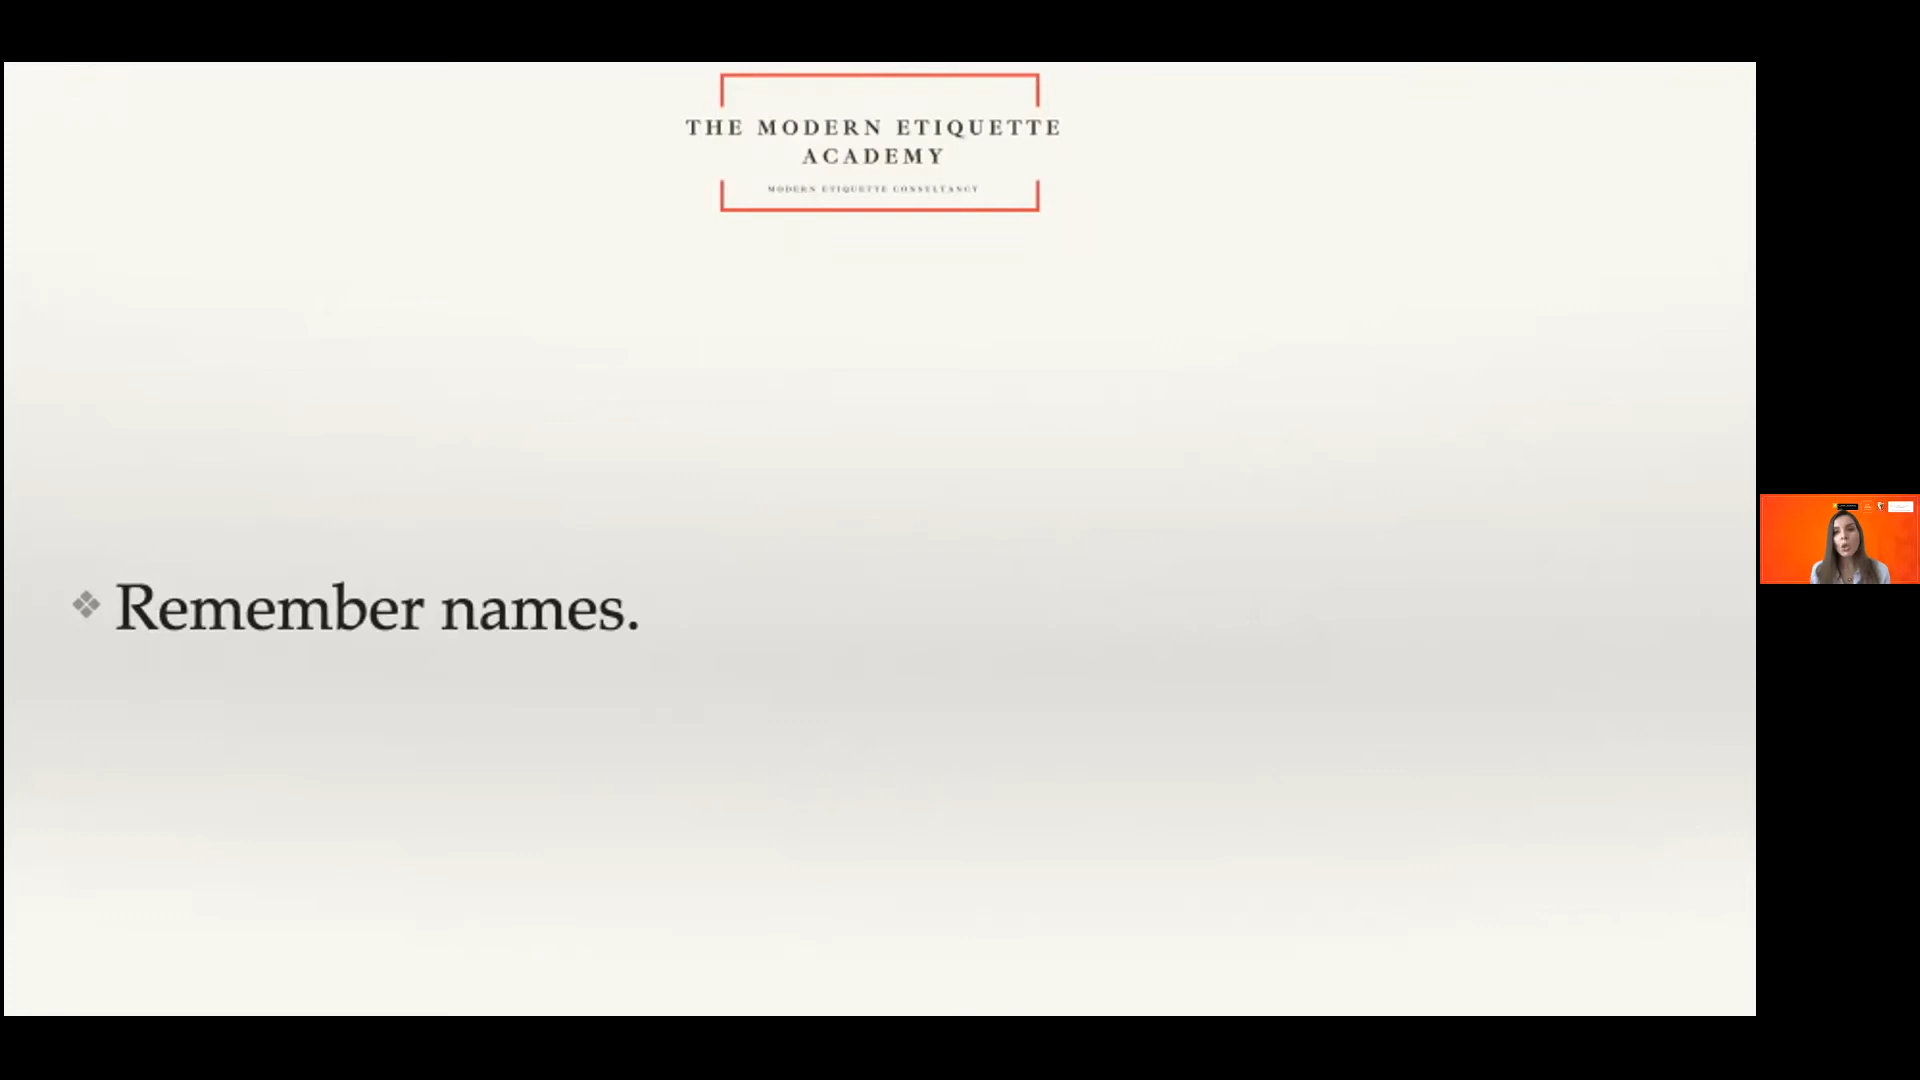 THE MODERN ETIQUETTE
ACADEMY
MODERN ETIQUETTE CONSULTANCY
Remember names.